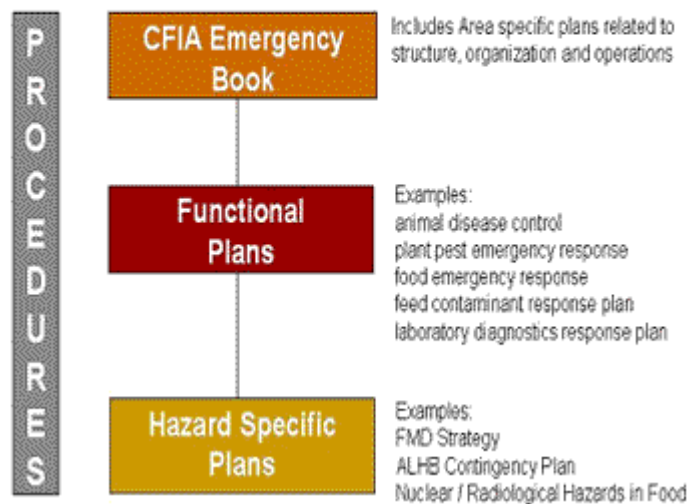 PROCEDURES
CFIA Emergency
Book
Includes Area specific plans related to
structure, organization and operations
Functional
Plans
Examples:
animal disease control
plant pest emergency response
food emergency response
feed contaminant response plan
laboratory diagnostics response plan
Hazard Specific
Plans
Examples:
FMD Strategy
ALHB Contingency Plan
Nuclear / Radiological Hazards in Food